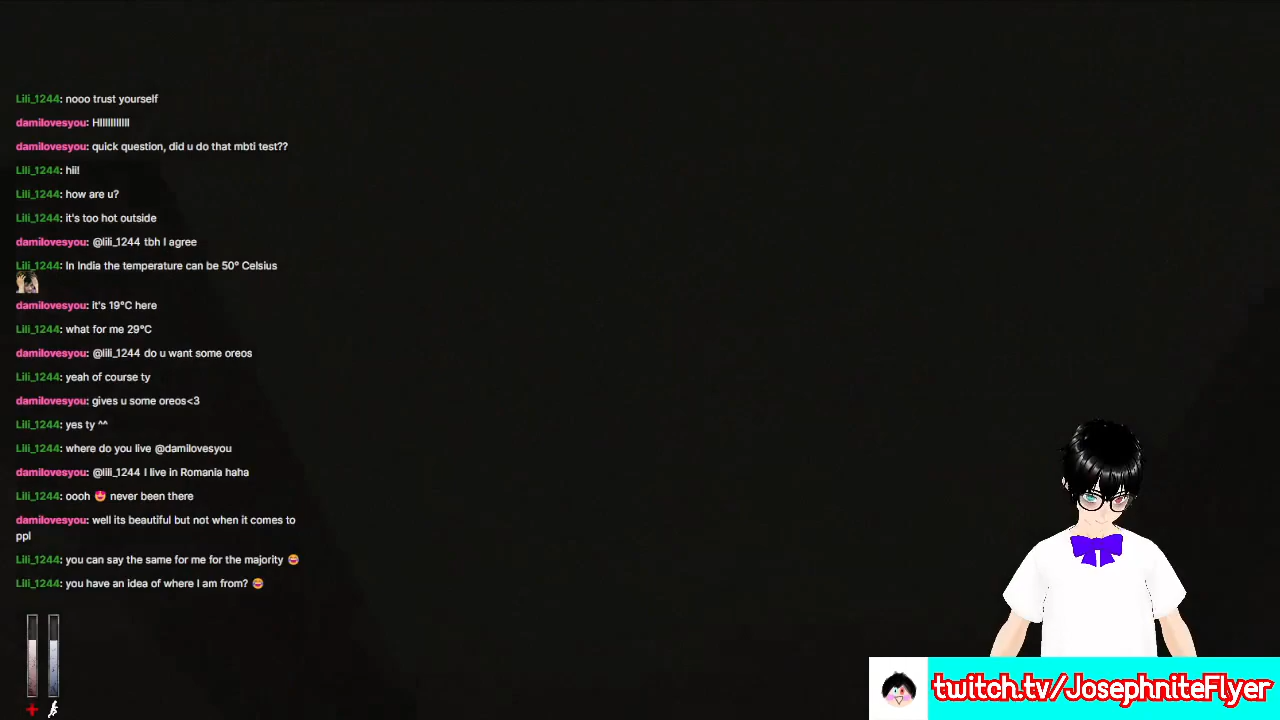 Lili_1244: nooo trust yourself
damilovesyou: HIIIIIIIIIII
damilovesyou: quick question, did u do that mbti test??
Lili_1244: hii!
Lili_1244: how are u?
Lili_1244: it's too hot outside
damilovesyou: @lili_1244 tbh I agree
Lili_1244: In India the temperature can be 50° Celsius
damilovesyou: it's 19°C here
Lili_1244: what for me 29°C
damilovesyou: @lili_1244 do u want some oreos
Lili_1244: yeah of course ty
damilovesyou: gives u some oreos<3
Lili_1244: yes ty ^^
Lili_1244: where do you live @damilovesyou
damilovesyou: @lili_1244 I live in Romania haha
Lili_1244: oooh 😍 never been there
damilovesyou: well its beautiful but not when it comes to
ppl
Lili_1244: you can say the same for me for the majority 😅
Lili_1244: you have an idea of where I am from? 😅
twitch.tv/JosephniteFlyer